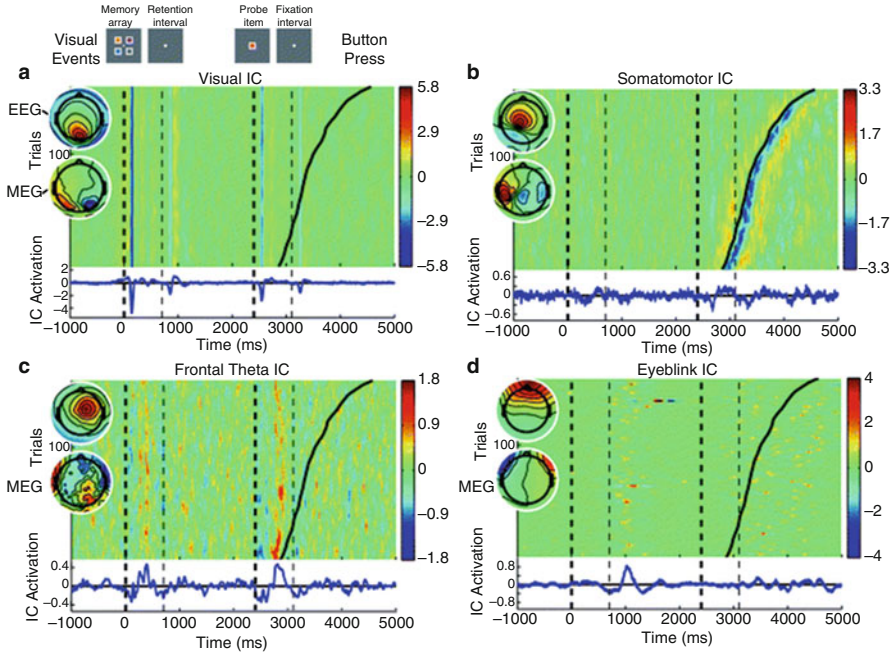 Memory array
Retention interval
Probe item
Fixation interval
Visual Events
Button Press
a
Visual IC
EEG
MEG
Trials
100
5.8
2.9
0
−2.9
−5.8
IC Activation
2
0
−2
−4
−1000 0 1000 2000 3000 4000 5000
Time (ms)
b
Somatomotor IC
Trials
100
3.3
1.7
0
−1.7
−3.3
0.6
0
−0.6
−1000 0 1000 2000 3000 4000 5000
Time (ms)
c
Frontal Theta IC
MEG
Trials
100
1.8
0.9
0
−0.9
−1.8
IC Activation
0.4
0
−0.4
−1000 0 1000 2000 3000 4000 5000
Time (ms)
d
Eyeblink IC
MEG
Trials
100
4
2
0
−2
−4
IC Activation
0.8
0
−0.8
−1000 0 1000 2000 3000 4000 5000
Time (ms)